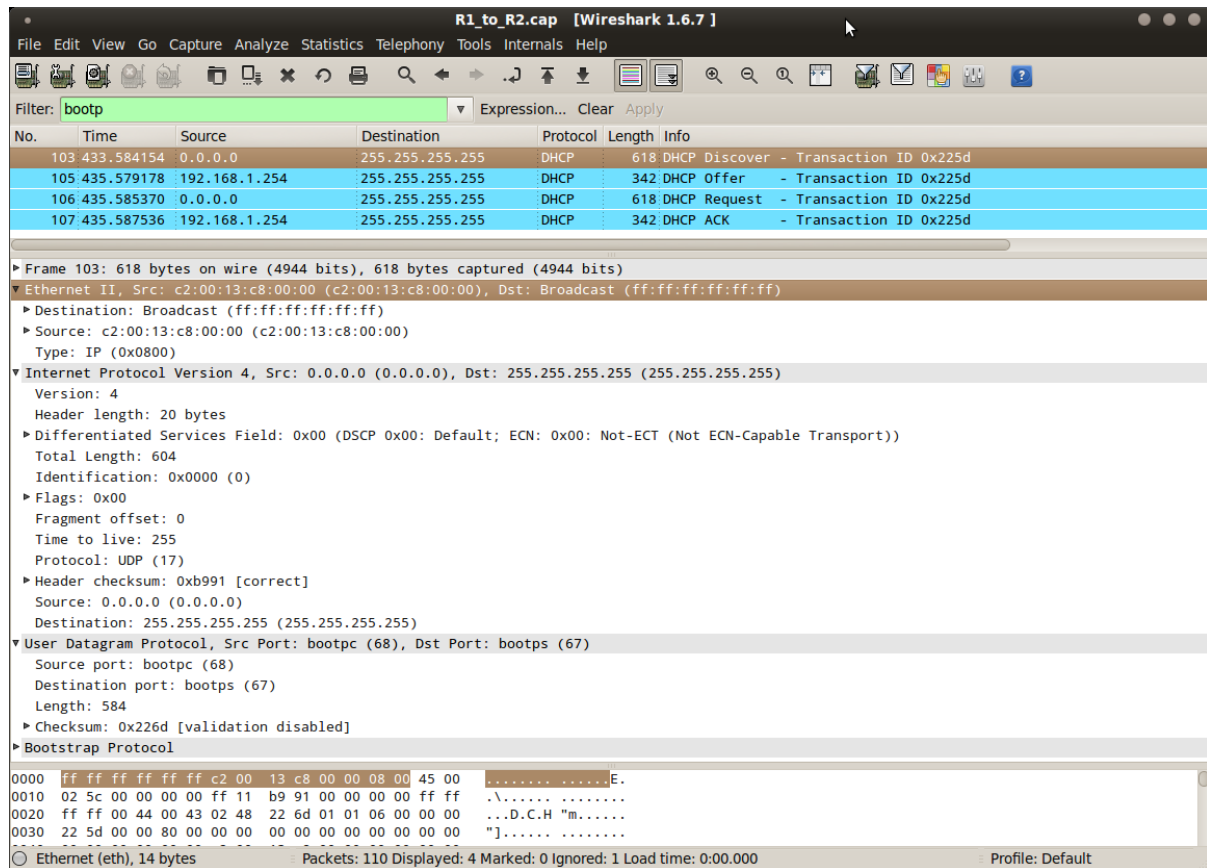 R1_to_R2.cap [Wireshark 1.6.7 ]
File Edit View Go Capture Analyze Statistics Telephony Tools Internals Help
Filter: bootp Expression... Clear Apply
No. Time Source Destination Protocol Length Info
103 433.584154 0.0.0.0 255.255.255.255 DHCP 618 DHCP Discover - Transaction ID 0x225d
105 435.579178 192.168.1.254 255.255.255.255 DHCP 342 DHCP Offer - Transaction ID 0x225d
106 435.585370 0.0.0.0 255.255.255.255 DHCP 618 DHCP Request - Transaction ID 0x225d
107 435.587536 192.168.1.254 255.255.255.255 DHCP 342 DHCP ACK - Transaction ID 0x225d
Frame 103: 618 bytes on wire (4944 bits), 618 bytes captured (4944 bits)
Ethernet II, Src: c2:00:13:c8:00:00 (c2:00:13:c8:00:00), Dst: Broadcast (ff:ff:ff:ff:ff:ff)
Destination: Broadcast (ff:ff:ff:ff:ff:ff)
Source: c2:00:13:c8:00:00 (c2:00:13:c8:00:00)
Type: IP (0x0800)
Internet Protocol Version 4, Src: 0.0.0.0 (0.0.0.0), Dst: 255.255.255.255 (255.255.255.255)
Version: 4
Header length: 20 bytes
Differentiated Services Field: 0x00 (DSCP 0x00: Default; ECN: 0x00: Not-ECT (Not ECN-Capable Transport))
Total Length: 604
Identification: 0x0000 (0)
Flags: 0x00
Fragment offset: 0
Time to live: 255
Protocol: UDP (17)
Header checksum: 0xb991 [correct]
Source: 0.0.0.0 (0.0.0.0)
Destination: 255.255.255.255 (255.255.255.255)
User Datagram Protocol, Src Port: bootpc (68), Dst Port: bootps (67)
Source port: bootpc (68)
Destination port: bootps (67)
Length: 584
Checksum: 0x226d [validation disabled]
Bootstrap Protocol
0000 ff ff ff ff ff ff c2 00 13 c8 00 00 08 00 45 00 ........ ......E.
0010 02 5c 00 00 00 00 ff 11 b9 91 00 00 00 00 ff ff .\...... ........
0020 ff ff 00 44 00 43 02 48 22 6d 01 01 06 00 00 00 ...D.C.H "m......
0030 22 5d 00 00 80 00 00 00 00 00 00 00 00 00 00 00 "]...... ........
Ethernet (eth), 14 bytes Packets: 110 Displayed: 4 Marked: 0 Ignored: 1 Load time: 0:00.000 Profile: Default